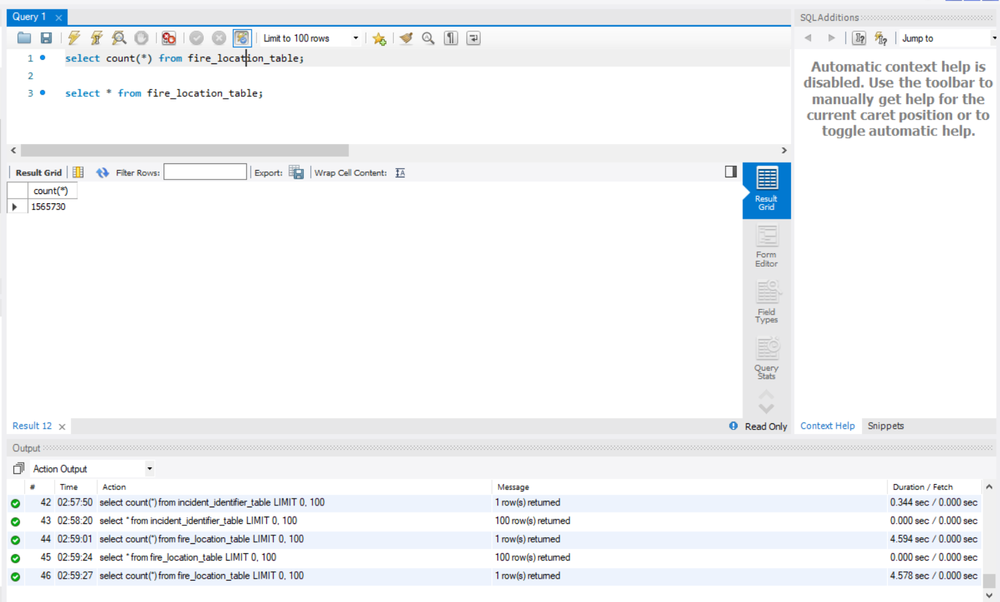 Query 1
SQLAdditions
Limit to 100 rows
Jump to
1 select count(*) from fire_location_table;
2
3 select * from fire_location_table;
Automatic context help is
disabled. Use the toolbar to
manually get help for the
current caret position or to
toggle automatic help.
Result Grid Filter Rows: Export: Wrap Cell Content:
count(*)
1565730
Result
Grid
Form
Editor
Field
Types
Query
Stats
Result 12
Read Only
Context Help Snippets
Output
Action Output
# Time Action Message Duration / Fetch
42 02:57:50 select count(*) from incident_identifier_table LIMIT 0, 100 1 row(s) returned 0.344 sec / 0.000 sec
43 02:58:20 select * from incident_identifier_table LIMIT 0, 100 100 row(s) returned 0.000 sec / 0.000 sec
44 02:59:01 select count(*) from fire_location_table LIMIT 0, 100 1 row(s) returned 4.594 sec / 0.000 sec
45 02:59:24 select * from fire_location_table LIMIT 0, 100 100 row(s) returned 0.000 sec / 0.000 sec
46 02:59:27 select count(*) from fire_location_table LIMIT 0, 100 1 row(s) returned 4.578 sec / 0.000 sec